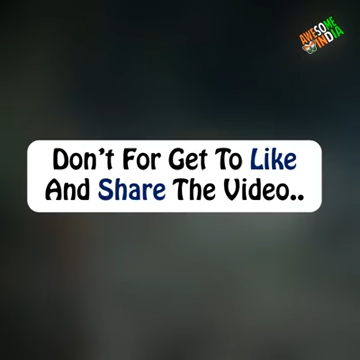 AWESOME
INDIA
Don't For Get To Like
And Share The Video..